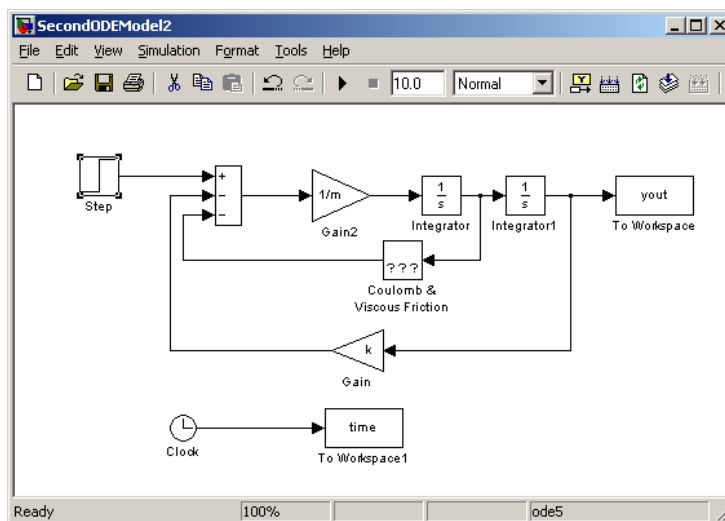 SecondODEModel2
File Edit View Simulation Format Tools Help
10.0 Normal
Step
+
−
−
1/m
Gain2
1
s
Integrator
1
s
Integrator1
yout
To Workspace
???
Coulomb &
Viscous Friction
k
Gain
Clock
time
To Workspace1
Ready 100% ode5